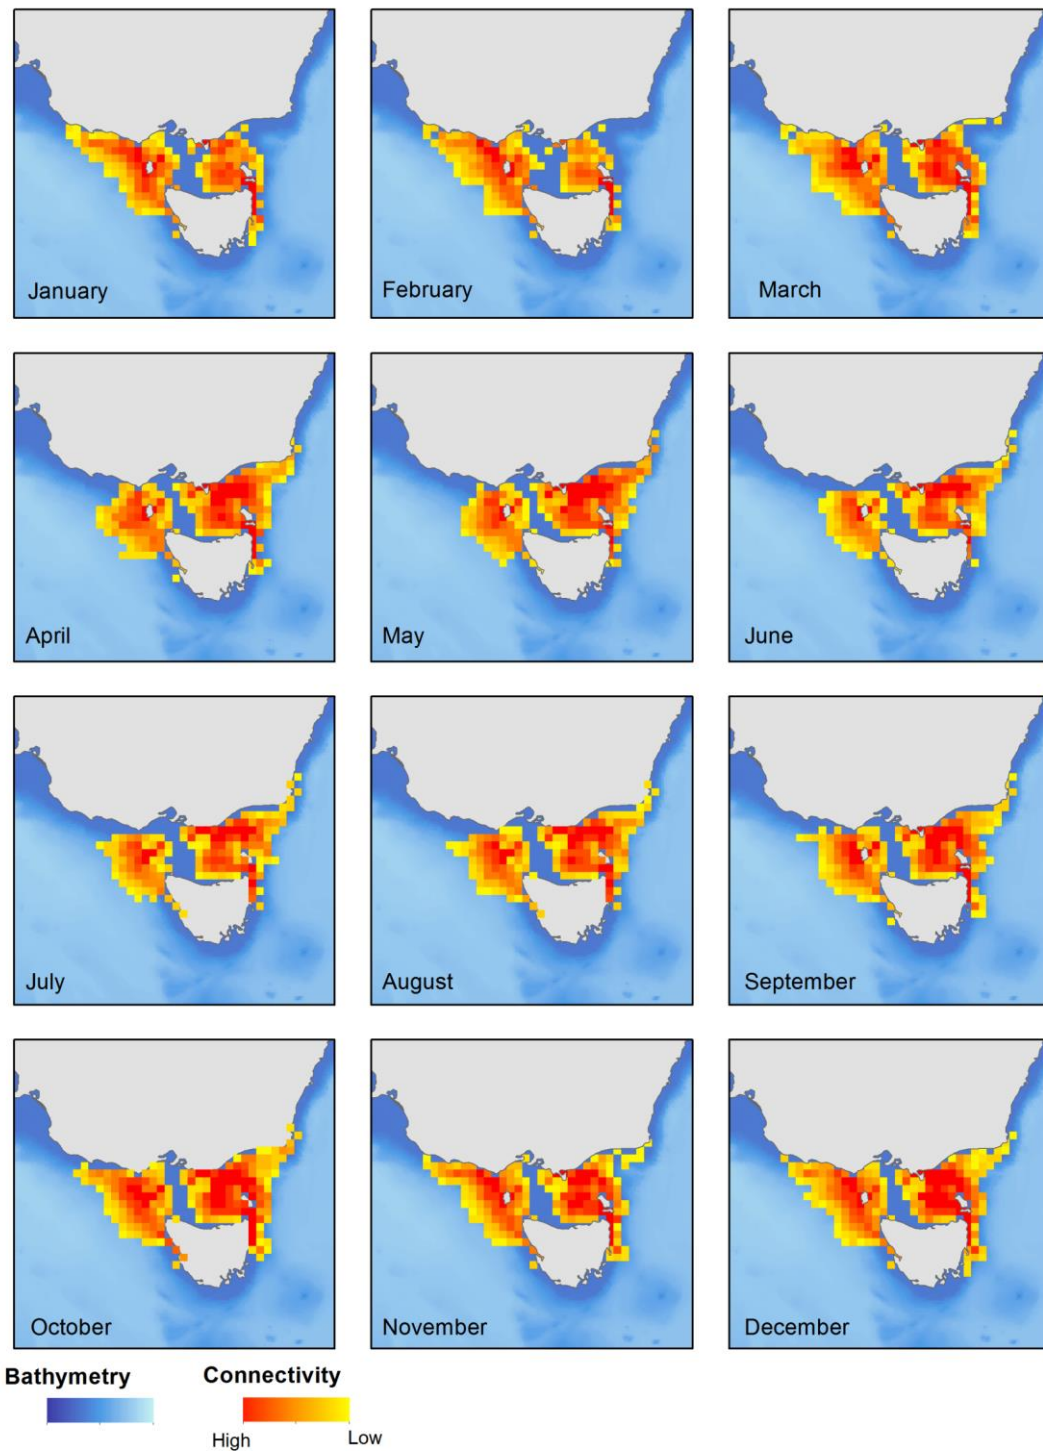 January
February
March
April
May
June
July
August
September
October
November
December
Bathymetry
Connectivity
High
Low